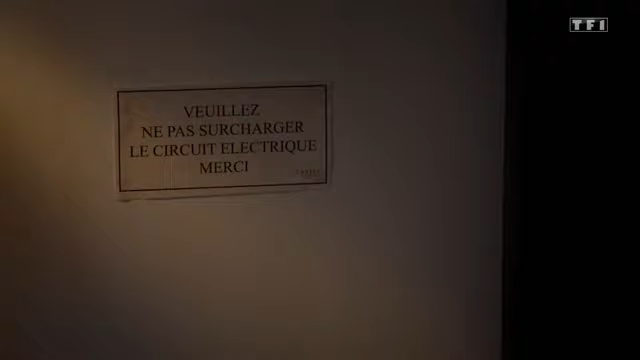 TF1
VEUILLEZ
NE PAS SURCHARGER
LE CIRCUIT ELECTRIQUE
MERCI